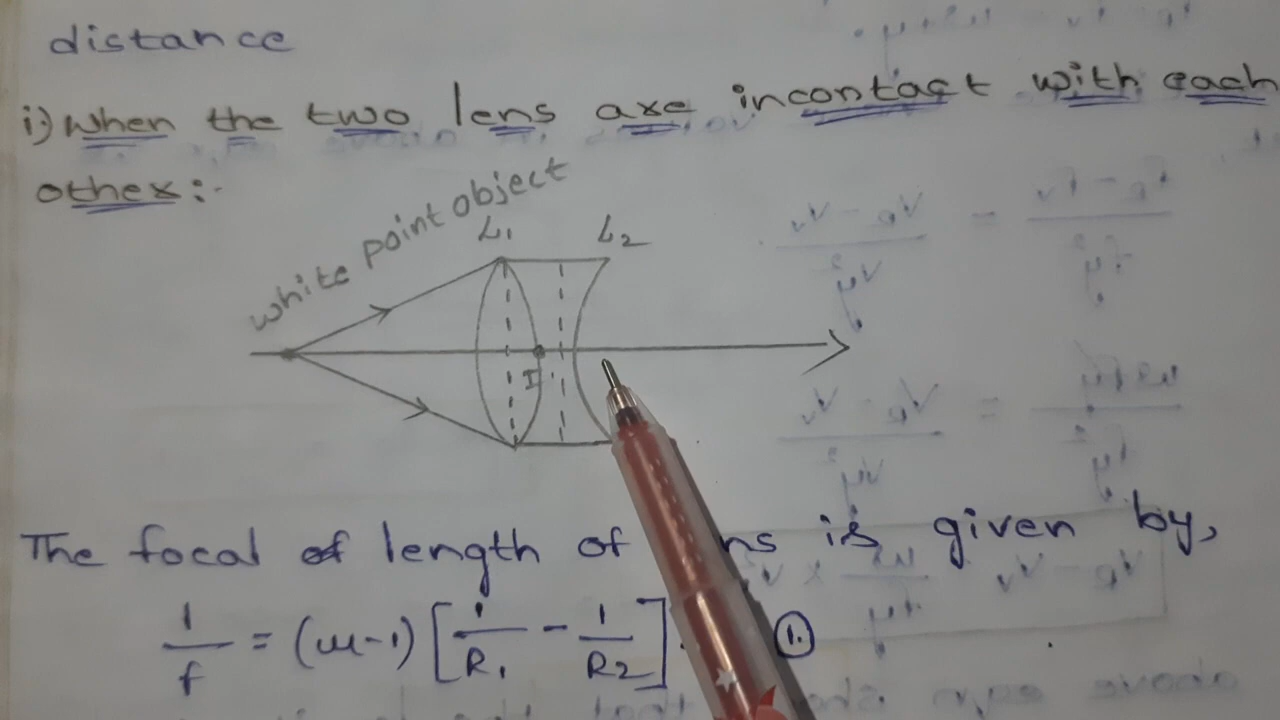 distance
i) when the two lens are incontact with each
other:-
white point object
L1 L2
I
The focal of length of is given by,
1/f = (μ-1) [1/R1 - 1/R2] ①